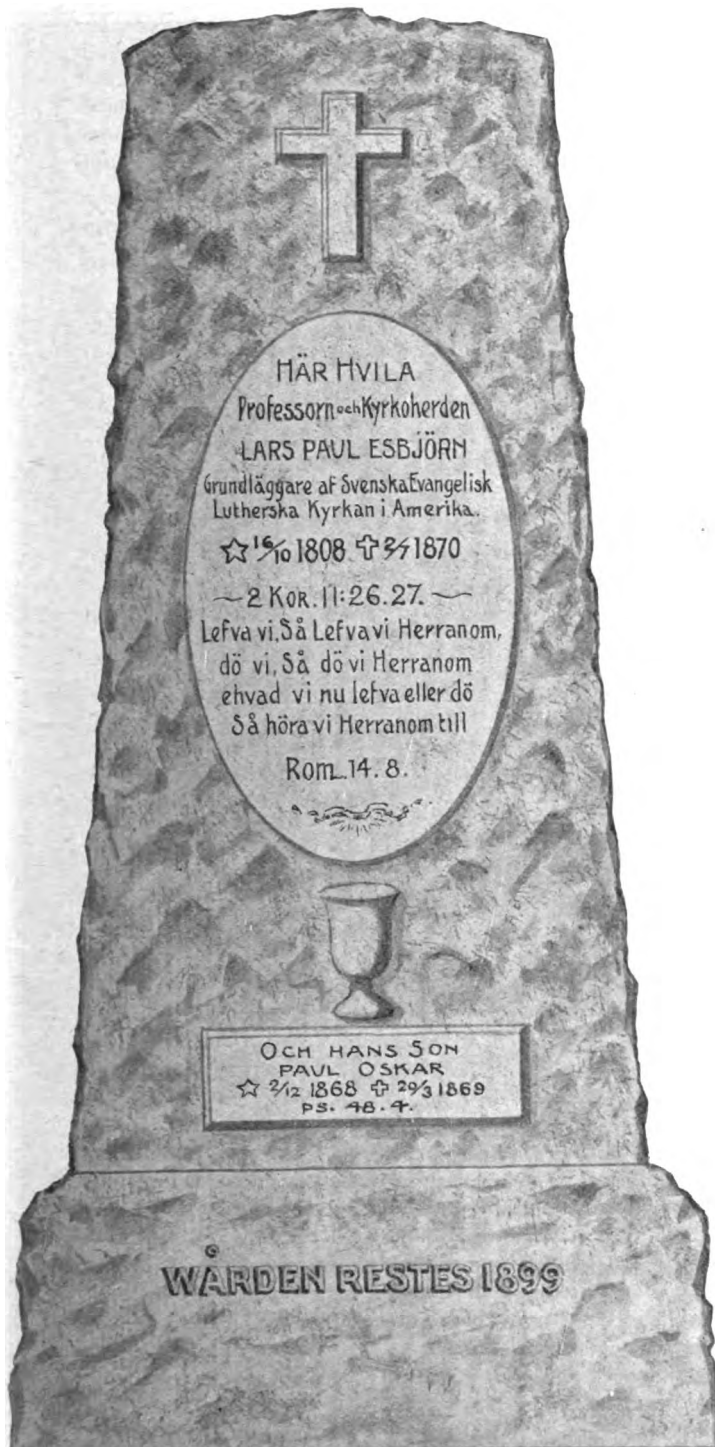 HÄR HVILA
Professorn och Kyrkoherden
LARS PAUL ESBJÖRN
Grundläggare af Svenska Evangelisk
Lutherska Kyrkan i Amerika.
☆ 16/10 1808 ✞ 2/7 1870
~ 2 KOR. 11:26.27. ~
Lefva vi, Så Lefva vi Herranom,
dö vi, Så dö vi Herranom
ehvad vi nu lefva eller dö
Så höra vi Herranom till
Rom. 14. 8.
OCH HANS SON
PAUL OSKAR
☆ 2/12 1868 ✞ 29/3 1869
PS. 48. 4.
WÅRDEN RESTES 1899